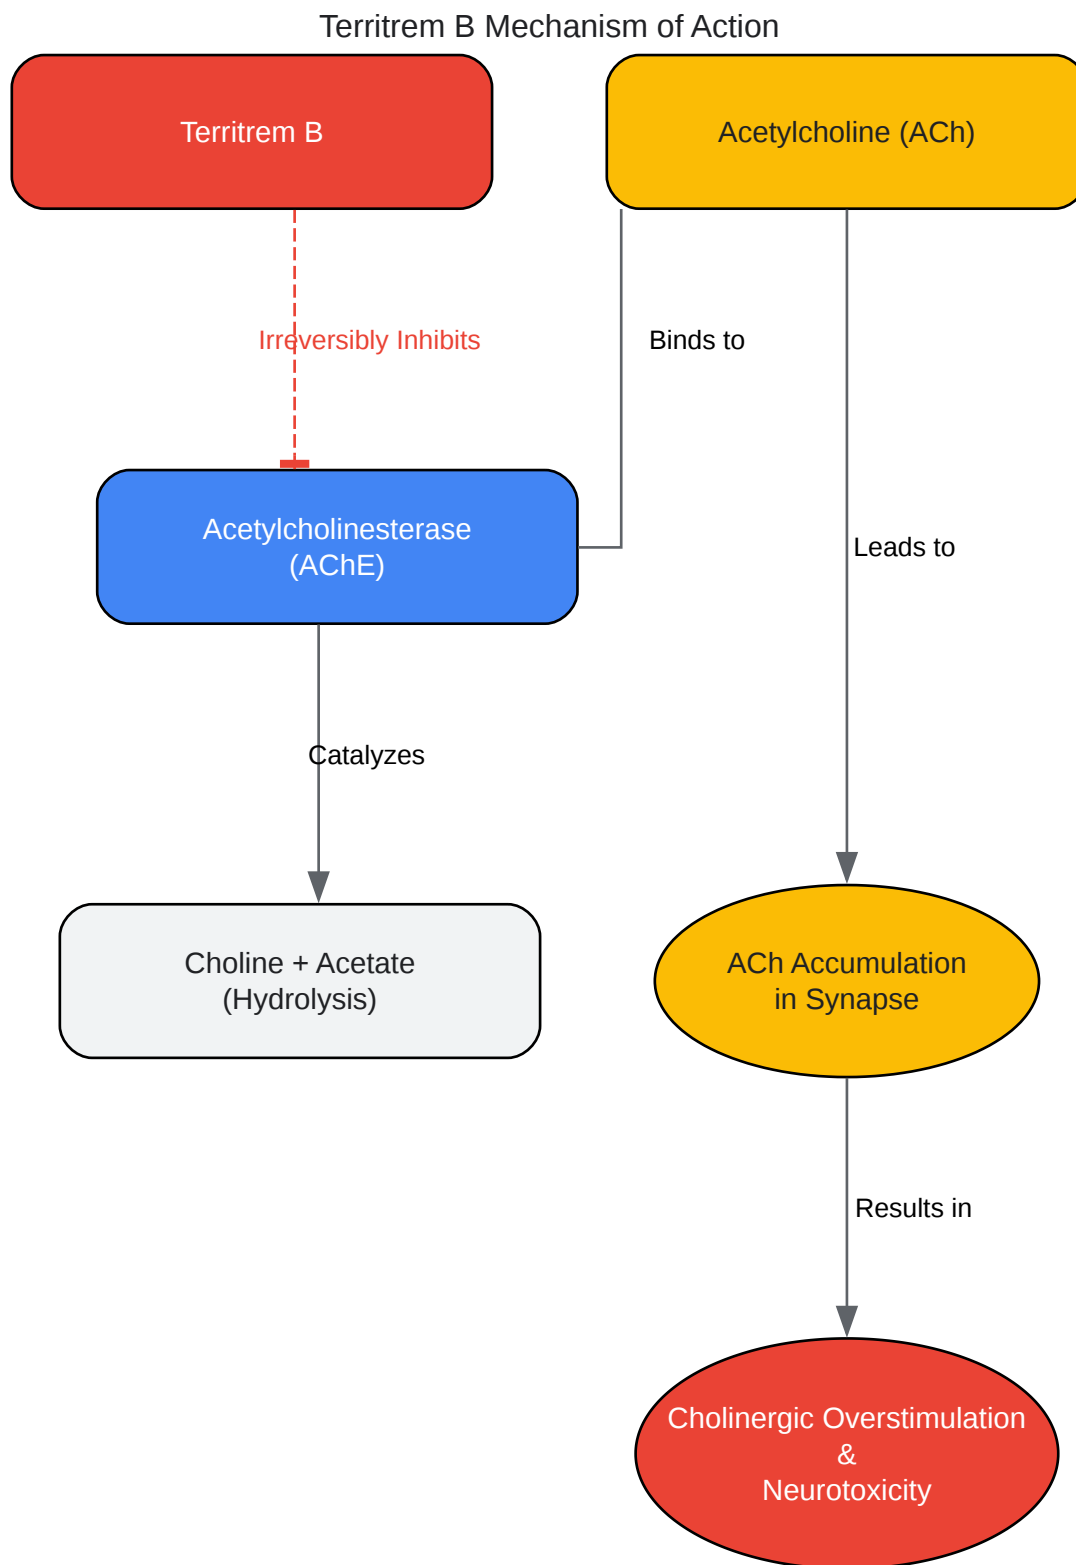 Territrem B Mechanism of Action
Territrem B
Acetylcholine (ACh)
Irreversibly Inhibits
Binds to
Acetylcholinesterase
(AChE)
Leads to
Catalyzes
Choline + Acetate
(Hydrolysis)
ACh Accumulation
in Synapse
Results in
Cholinergic Overstimulation
&
Neurotoxicity